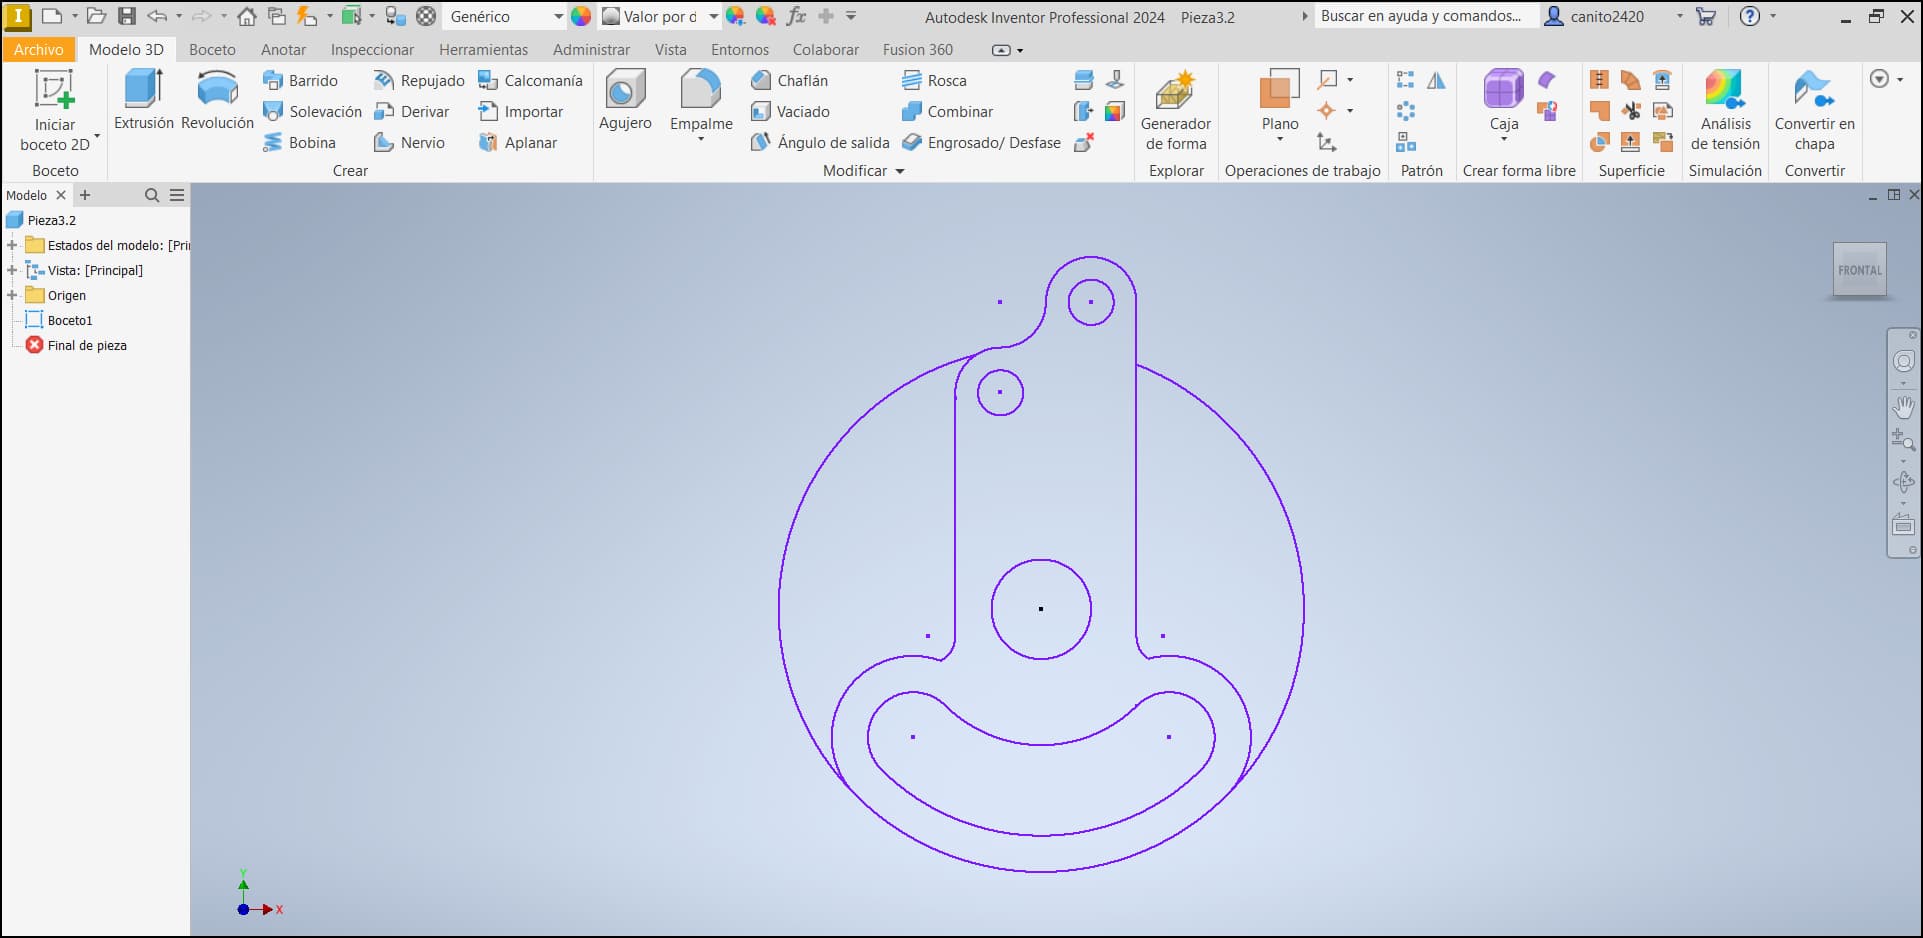 I Genérico Valor por d fx Autodesk Inventor Professional 2024 Pieza3.2 Buscar en ayuda y comandos... canito2420 ?
Archivo Modelo 3D Boceto Anotar Inspeccionar Herramientas Administrar Vista Entornos Colaborar Fusion 360
Iniciar
boceto 2D
Boceto
Extrusión
Revolución
Barrido
Solevación
Bobina
Repujado
Derivar
Nervio
Calcomanía
Importar
Aplanar
Crear
Agujero
Empalme
Chaflán
Vaciado
Ángulo de salida
Rosca
Combinar
Engrosado/ Desfase
Modificar
Generador
de forma
Explorar
Plano
Operaciones de trabajo
Patrón
Caja
Crear forma libre
Superficie
Análisis
de tensión
Simulación
Convertir en
chapa
Convertir
Modelo
Pieza3.2
Estados del modelo: [Pri
Vista: [Principal]
Origen
Boceto1
Final de pieza
FRONTAL
Y
X